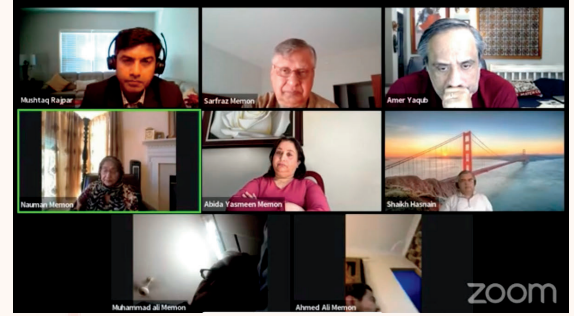 Mushtaq Rajpar
Sarfraz Memon
Amer Yaqub
Nauman Memon
Abida Yasmeen Memon
Shaikh Hasnain
Muhammad ali Memon
Ahmed Ali Memon
zoom